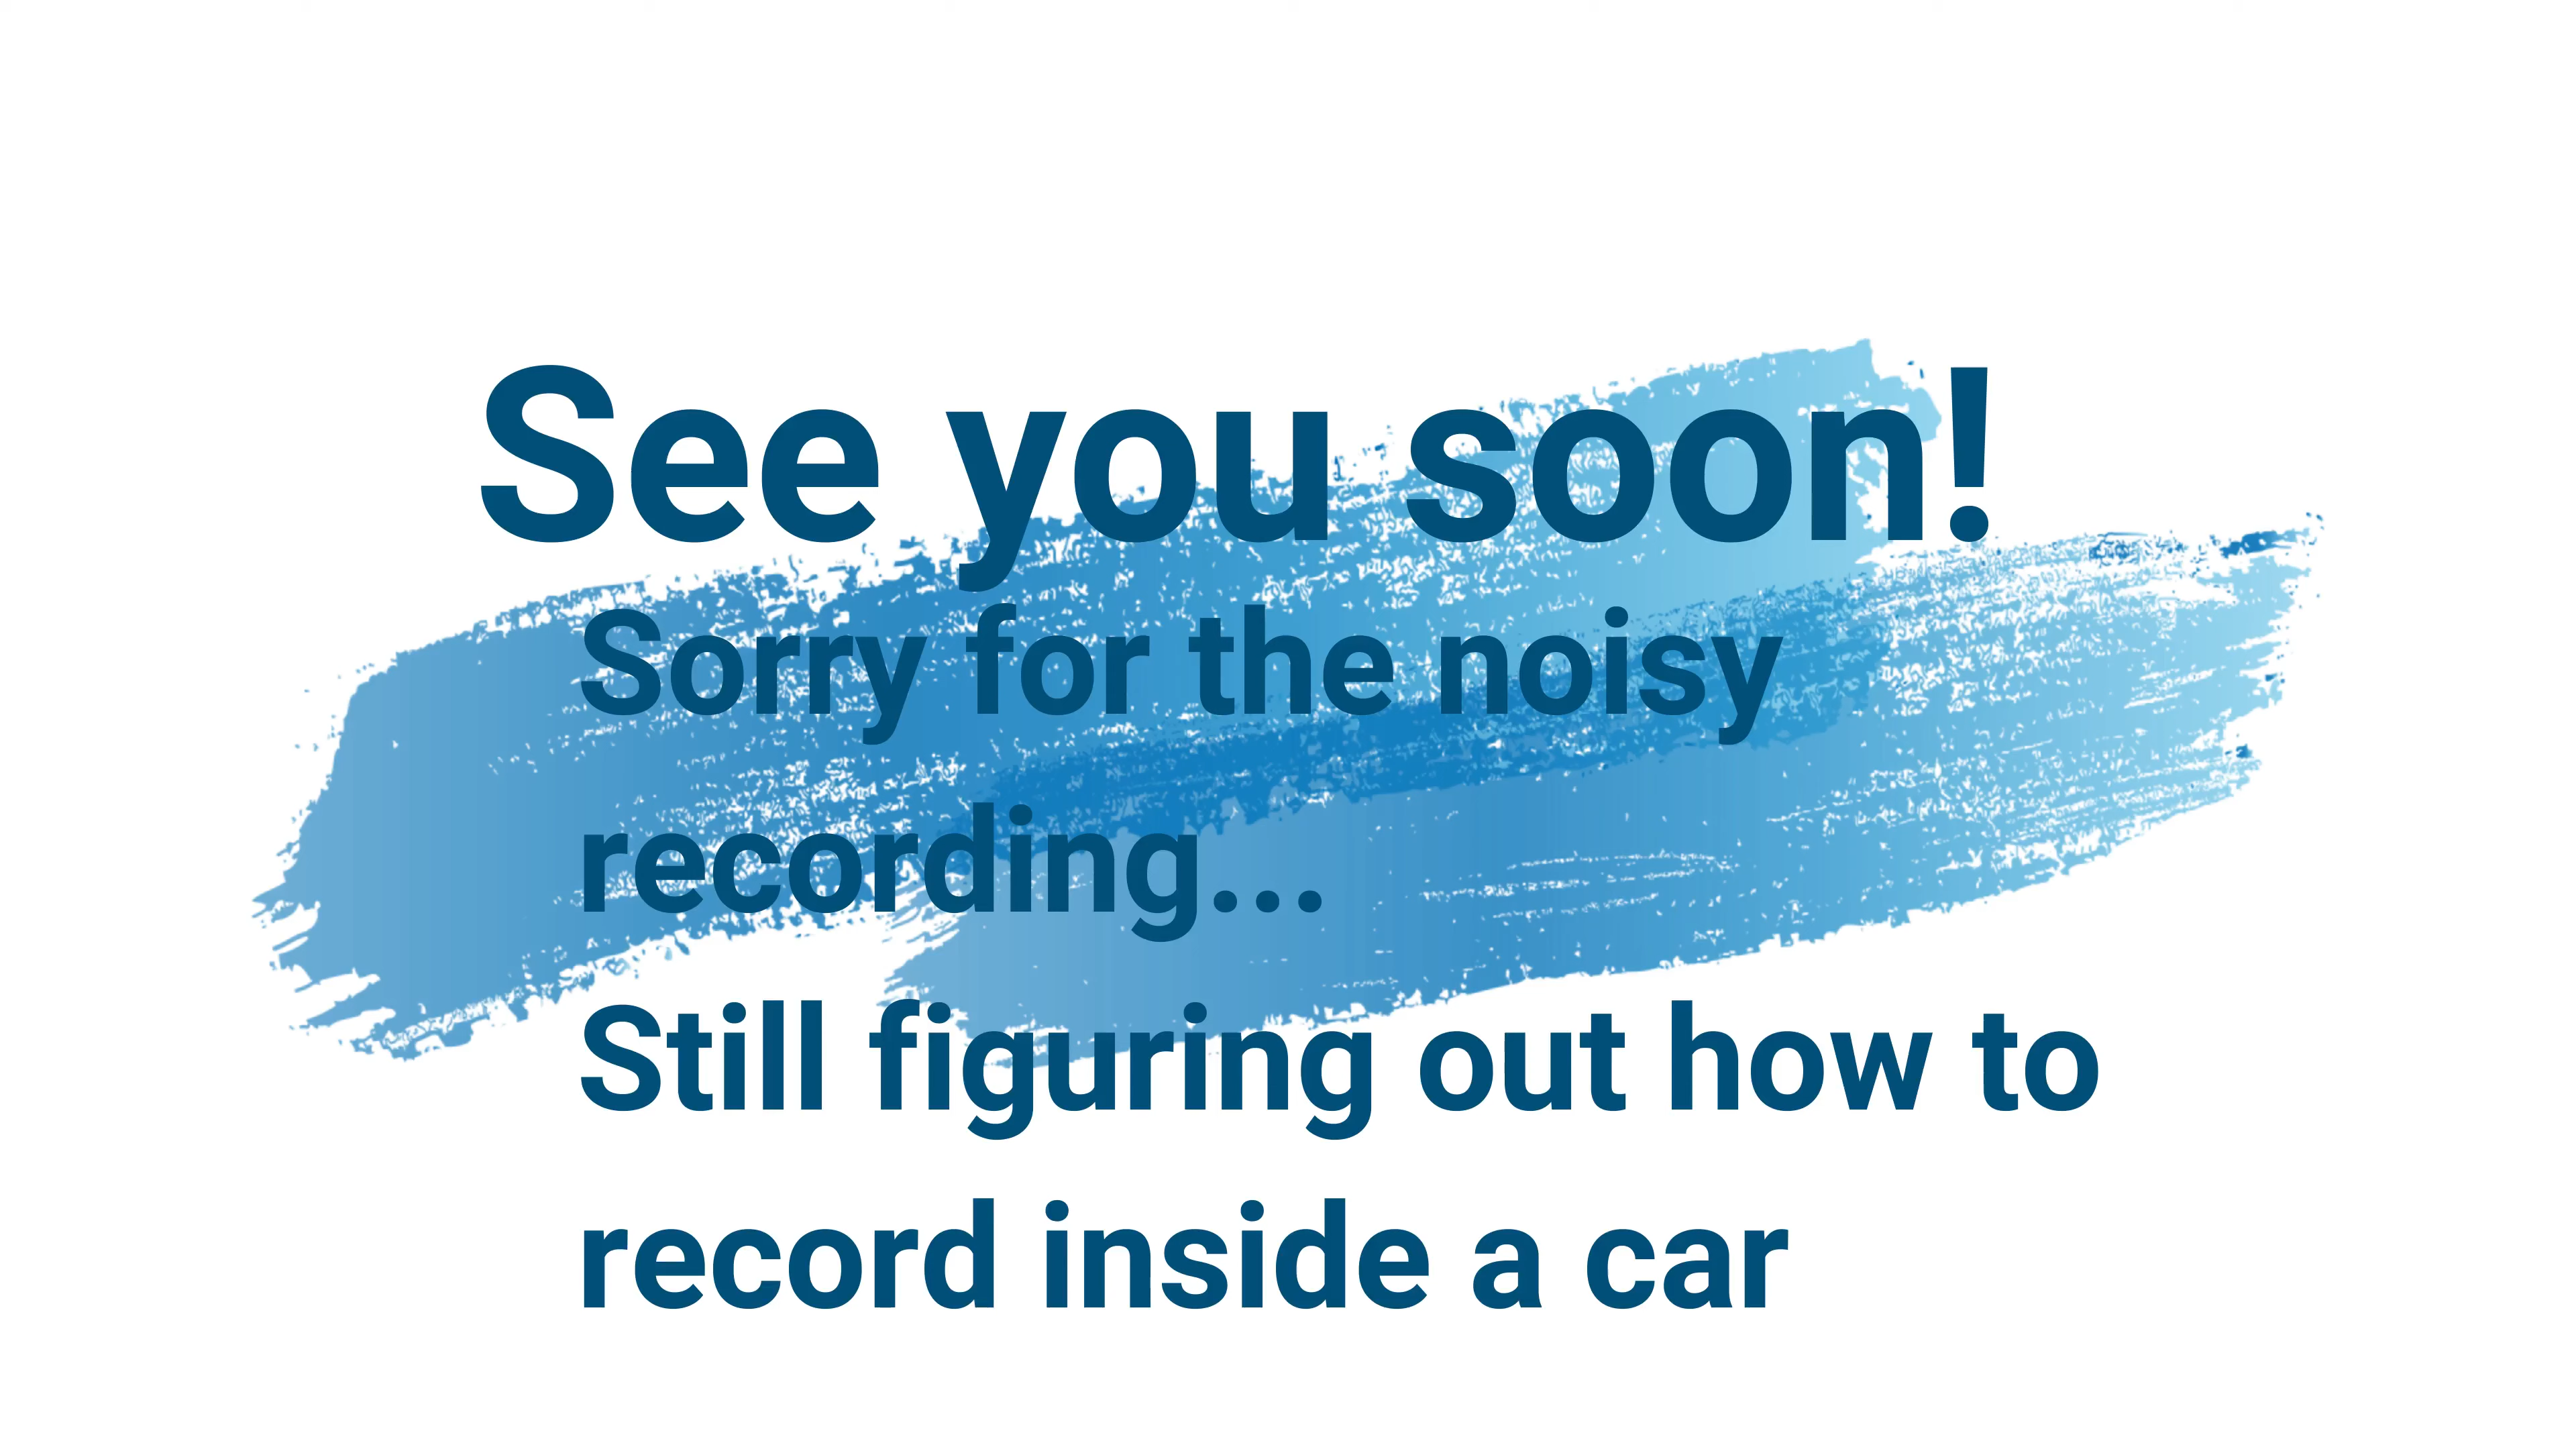 See you soon!
Sorry for the noisy
recording...
Still figuring out how to
record inside a car